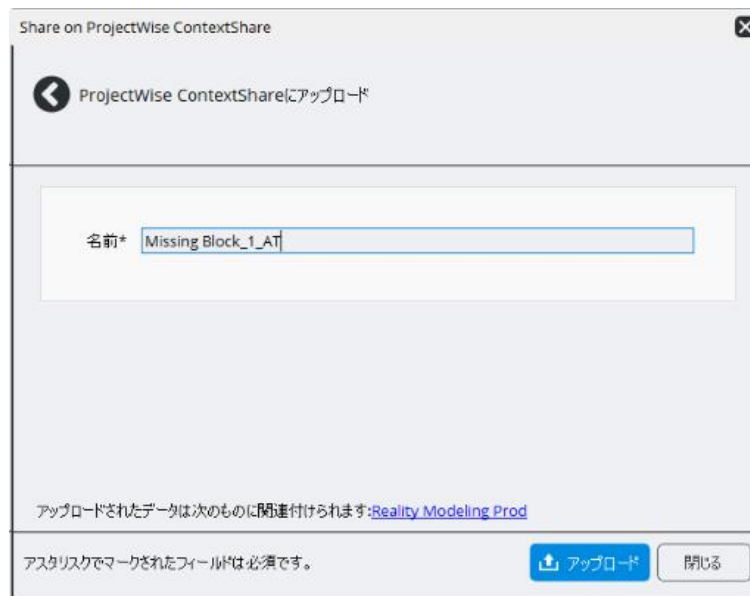 Share on ProjectWise ContextShare
ProjectWise ContextShareにアップロード
名前* Missing Block_1_AT
アップロードされたデータは次のものに関連付けられます:Reality Modeling Prod
アスタリスクでマークされたフィールドは必須です。 アップロード 閉じる